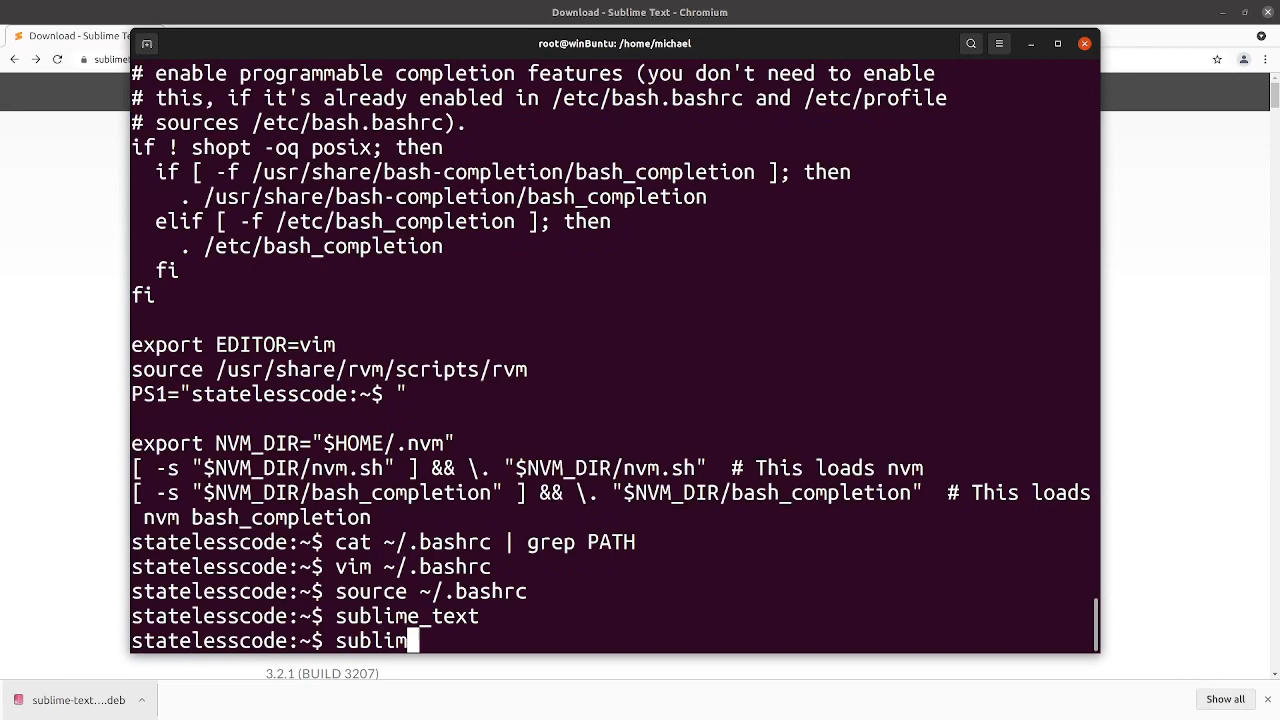 Download - Sublime Text - Chromium
Download - Sublime Te
sublimet
root@winBuntu: /home/michael
# enable programmable completion features (you don't need to enable
# this, if it's already enabled in /etc/bash.bashrc and /etc/profile
# sources /etc/bash.bashrc).
if ! shopt -oq posix; then
  if [ -f /usr/share/bash-completion/bash_completion ]; then
    . /usr/share/bash-completion/bash_completion
  elif [ -f /etc/bash_completion ]; then
    . /etc/bash_completion
  fi
fi
export EDITOR=vim
source /usr/share/rvm/scripts/rvm
PS1="statelesscode:~$ "
export NVM_DIR="$HOME/.nvm"
[ -s "$NVM_DIR/nvm.sh" ] && \. "$NVM_DIR/nvm.sh"  # This loads nvm
[ -s "$NVM_DIR/bash_completion" ] && \. "$NVM_DIR/bash_completion"  # This loads
 nvm bash_completion
statelesscode:~$ cat ~/.bashrc | grep PATH
statelesscode:~$ vim ~/.bashrc
statelesscode:~$ source ~/.bashrc
statelesscode:~$ sublime_text
statelesscode:~$ sublim
3.2.1 (BUILD 3207)
sublime-text....deb
Show all